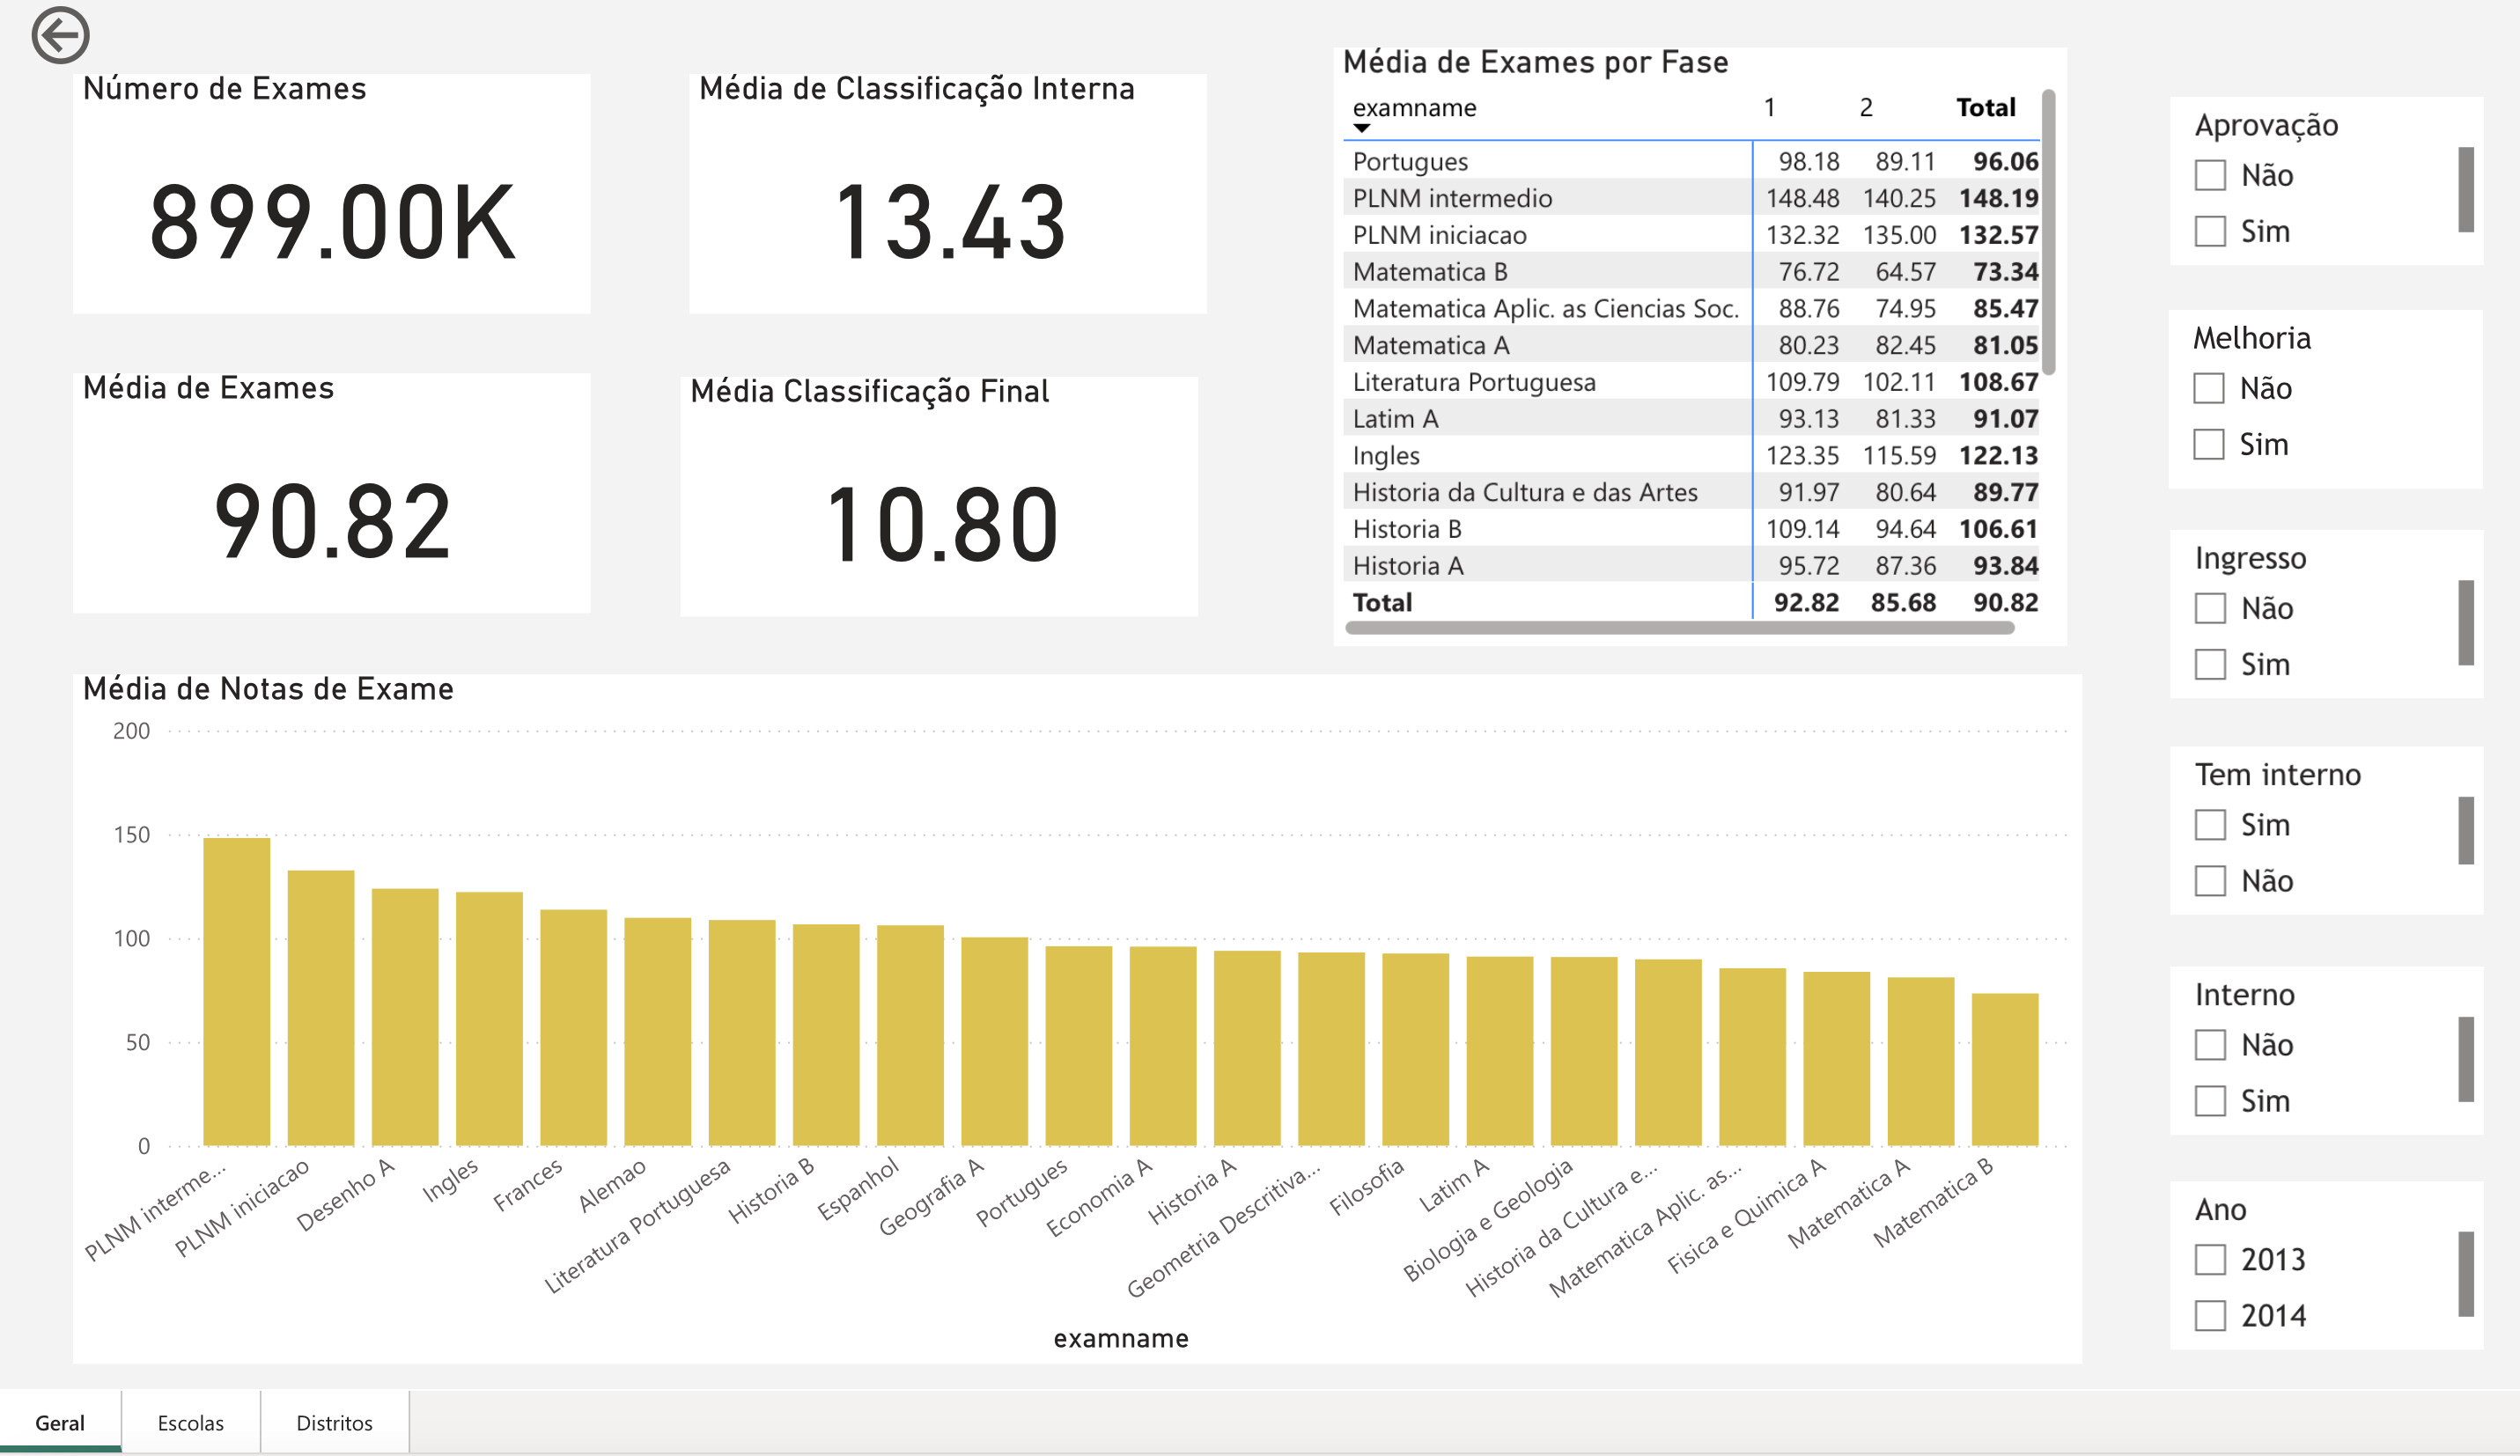 Número de Exames
899.00K
Média de Classificação Interna
13.43
Média de Exames
90.82
Média Classificação Final
10.80
Média de Exames por Fase
examname 1 2 Total
Portugues 98.18 89.11 96.06
PLNM intermedio 148.48 140.25 148.19
PLNM iniciacao 132.32 135.00 132.57
Matematica B 76.72 64.57 73.34
Matematica Aplic. as Ciencias Soc. 88.76 74.95 85.47
Matematica A 80.23 82.45 81.05
Literatura Portuguesa 109.79 102.11 108.67
Latim A 93.13 81.33 91.07
Ingles 123.35 115.59 122.13
Historia da Cultura e das Artes 91.97 80.64 89.77
Historia B 109.14 94.64 106.61
Historia A 95.72 87.36 93.84
Total 92.82 85.68 90.82
Média de Notas de Exame
200
150
100
50
0
PLNM interme...
PLNM iniciacao
Desenho A
Ingles
Frances
Alemao
Literatura Portuguesa
Historia B
Espanhol
Geografia A
Portugues
Economia A
Historia A
Geometria Descritiva...
Filosofia
Latim A
Biologia e Geologia
Historia da Cultura e...
Matematica Aplic. as...
Fisica e Quimica A
Matematica A
Matematica B
examname
Aprovação
Não
Sim
Melhoria
Não
Sim
Ingresso
Não
Sim
Tem interno
Sim
Não
Interno
Não
Sim
Ano
2013
2014
Geral
Escolas
Distritos